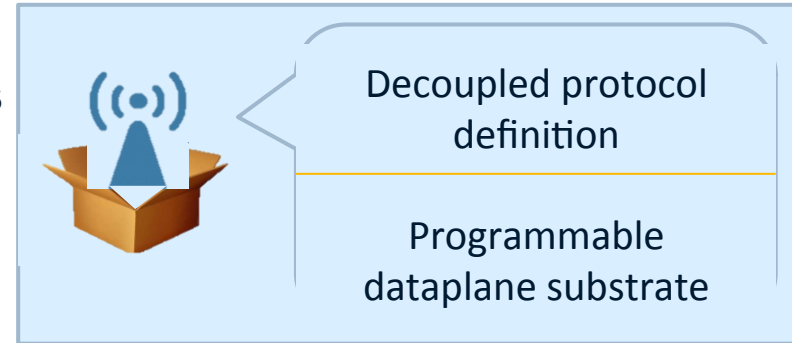 Decoupled protocol
definition
Programmable
dataplane substrate